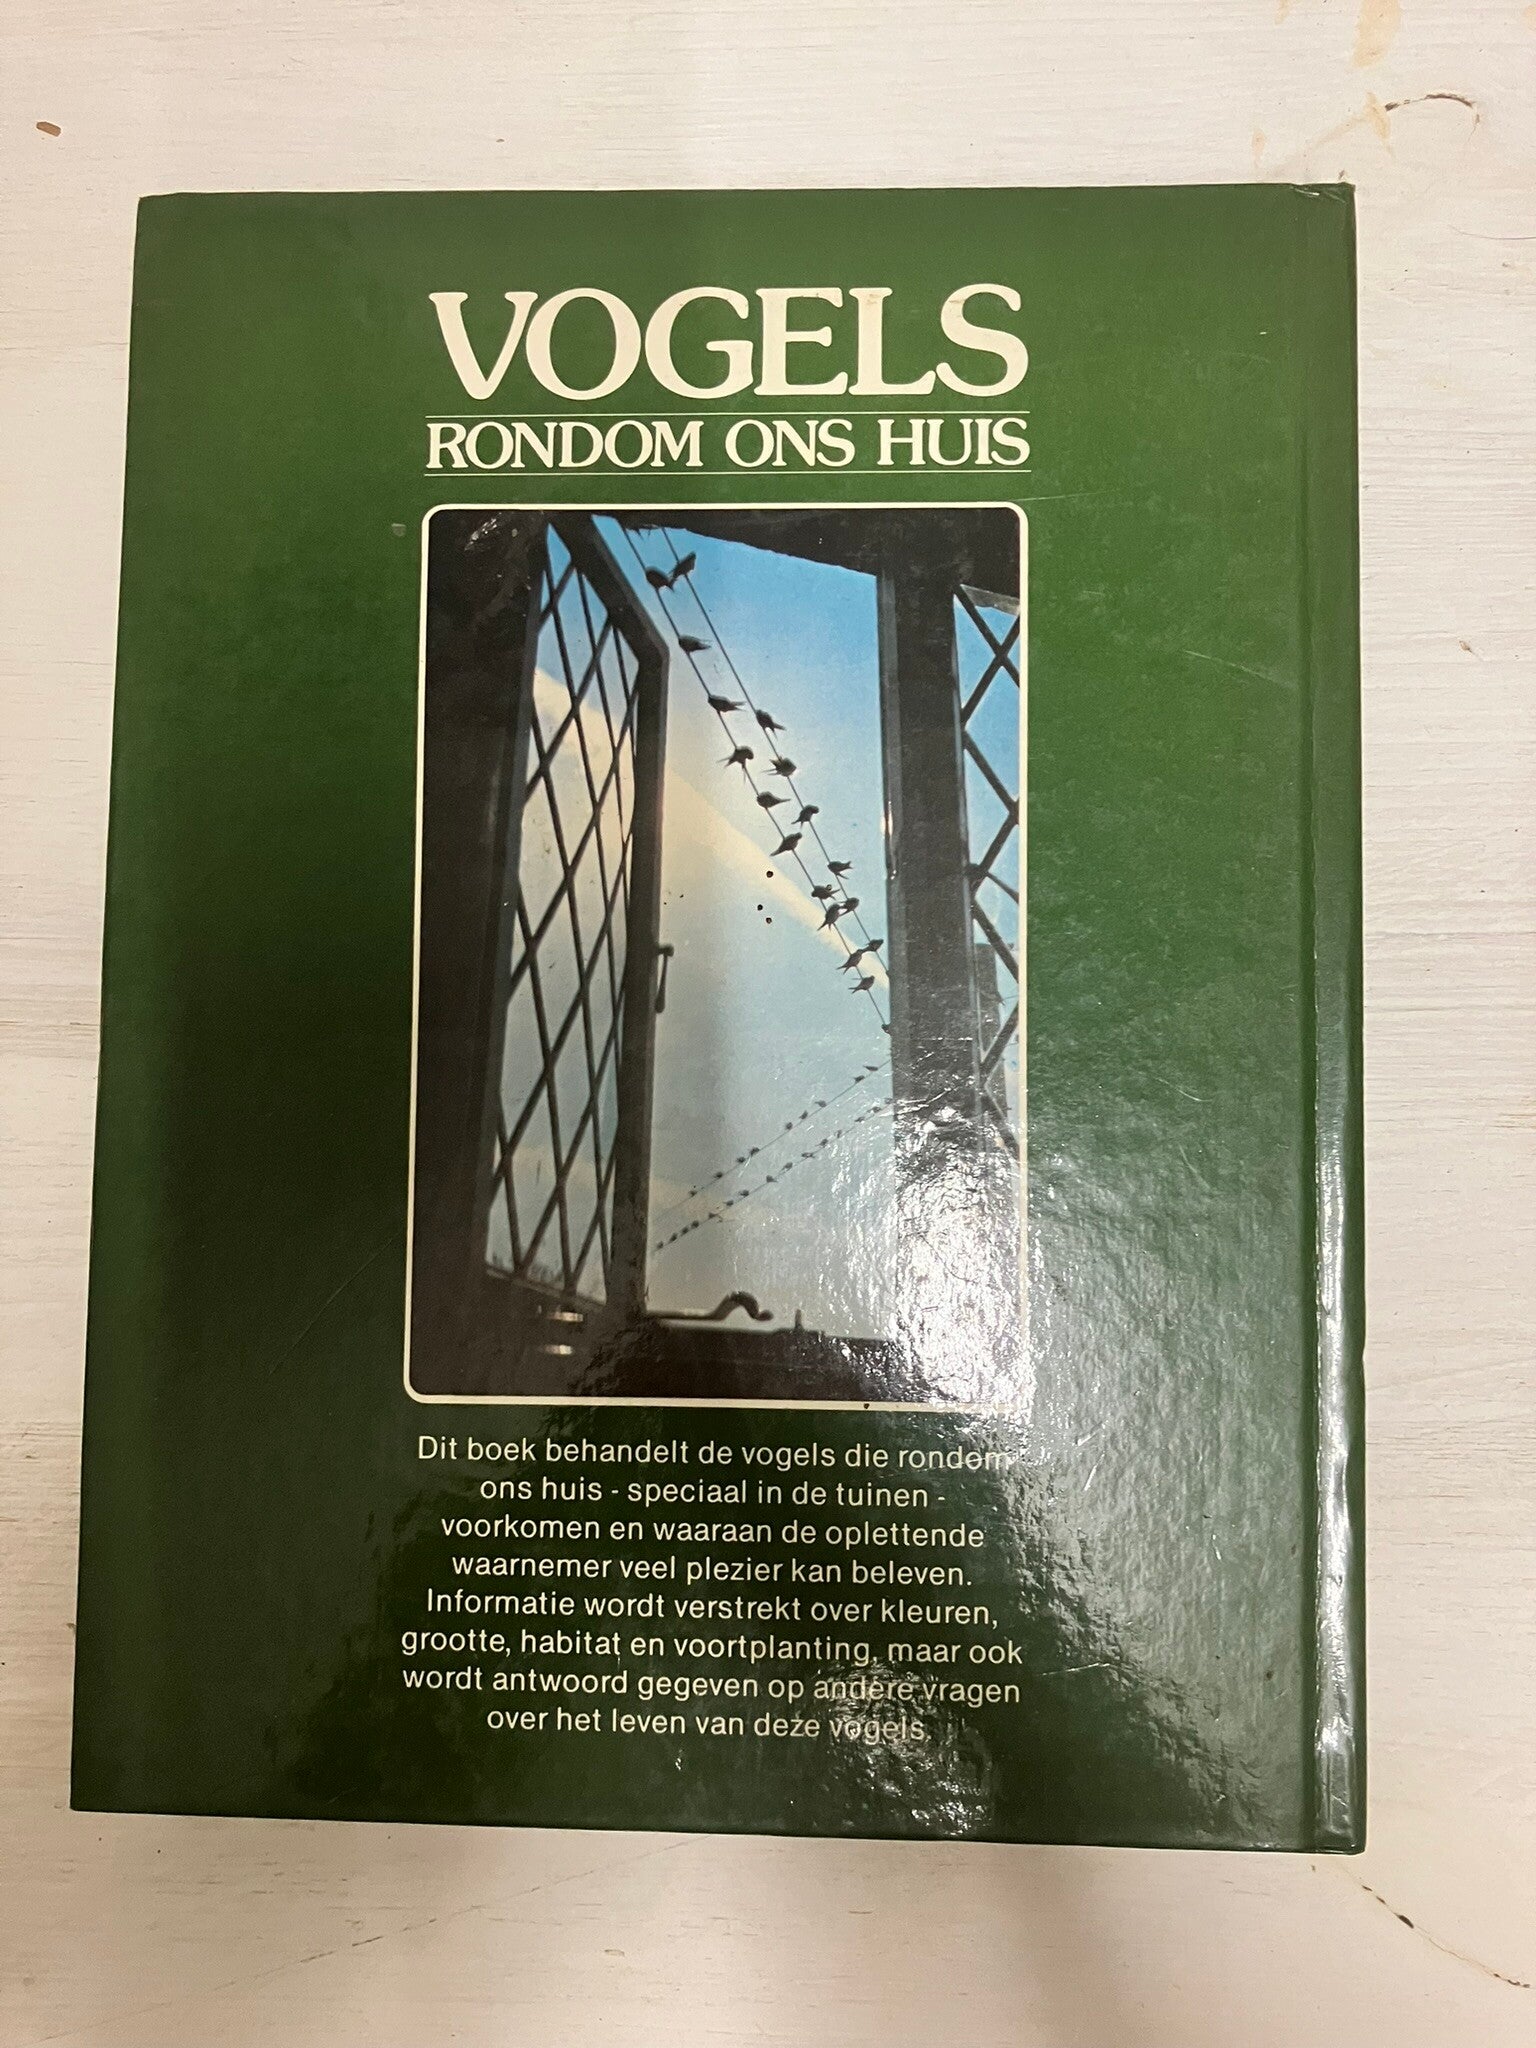 VOGELS
RONDOM ONS HUIS
Dit boek behandelt de vogels die rondom
ons huis - speciaal in de tuinen -
voorkomen en waaraan de oplettende
waarnemer veel plezier kan beleven.
Informatie wordt verstrekt over kleuren,
grootte, habitat en voortplanting, maar ook
wordt antwoord gegeven op andere vragen
over het leven van deze vogels.